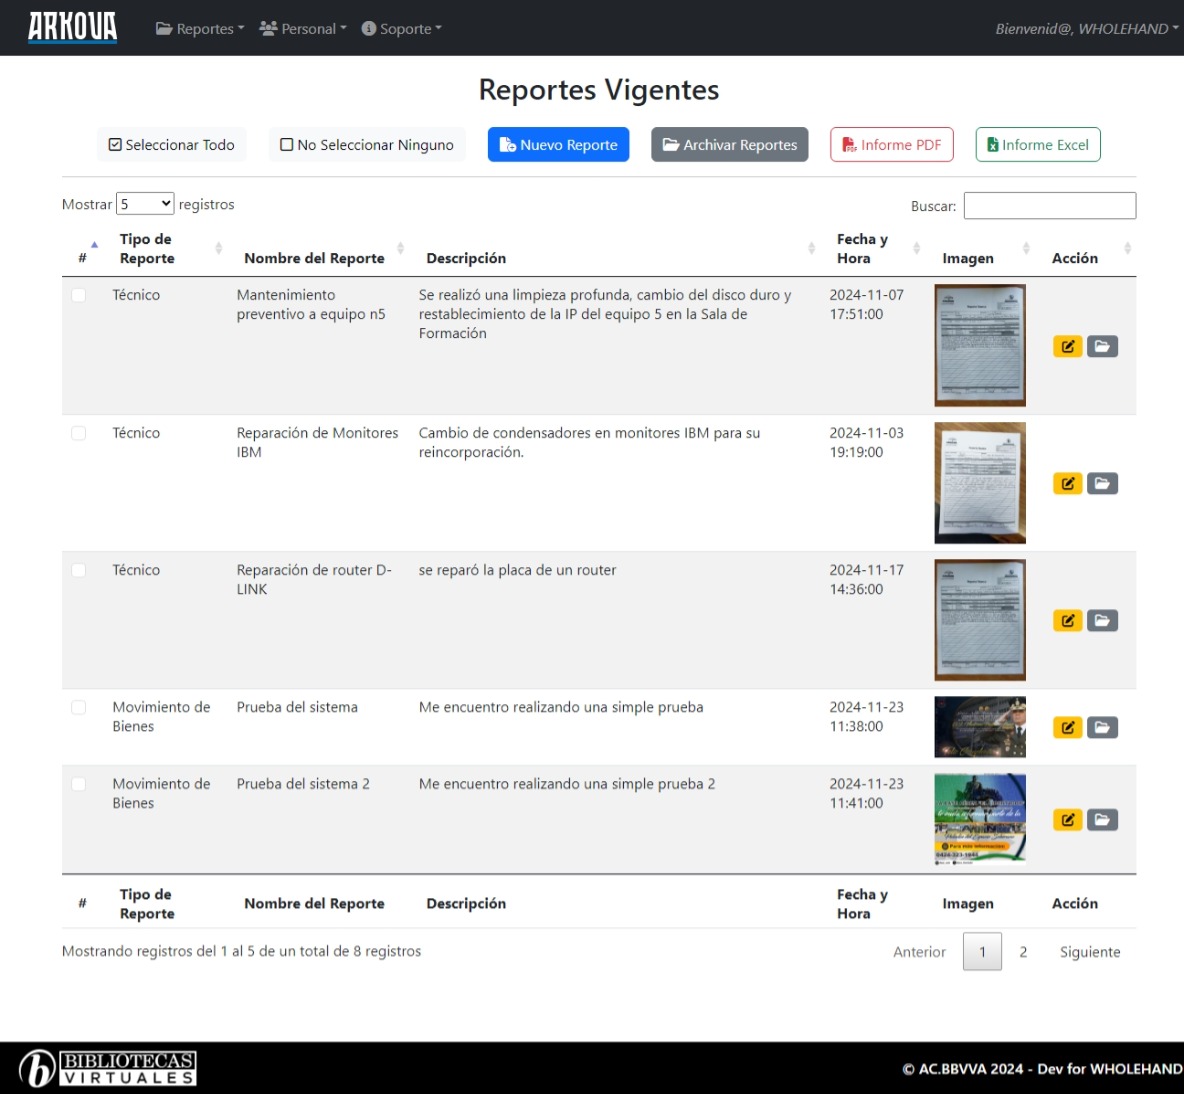 ARKOVA
Reportes Personal Soporte Bienvenid@, WHOLEHAND
Reportes Vigentes
Seleccionar Todo No Seleccionar Ninguno Nuevo Reporte Archivar Reportes Informe PDF Informe Excel
Mostrar 5 registros Buscar:
# Tipo de Reporte Nombre del Reporte Descripción Fecha y Hora Imagen Acción
Técnico
Mantenimiento
preventivo a equipo n5
Se realizó una limpieza profunda, cambio del disco duro y
restablecimiento de la IP del equipo 5 en la Sala de
Formación
2024-11-07
17:51:00
Técnico
Reparación de Monitores
IBM
Cambio de condensadores en monitores IBM para su
reincorporación.
2024-11-03
19:19:00
Técnico
Reparación de router D-
LINK
se reparó la placa de un router
2024-11-17
14:36:00
Movimiento de
Bienes
Prueba del sistema
Me encuentro realizando una simple prueba
2024-11-23
11:38:00
Movimiento de
Bienes
Prueba del sistema 2
Me encuentro realizando una simple prueba 2
2024-11-23
11:41:00
Para más información:
# Tipo de Reporte Nombre del Reporte Descripción Fecha y Hora Imagen Acción
Mostrando registros del 1 al 5 de un total de 8 registros
Anterior 1 2 Siguiente
b BIBLIOTECAS
VIRTUALES
© AC.BBVVA 2024 - Dev for WHOLEHAND